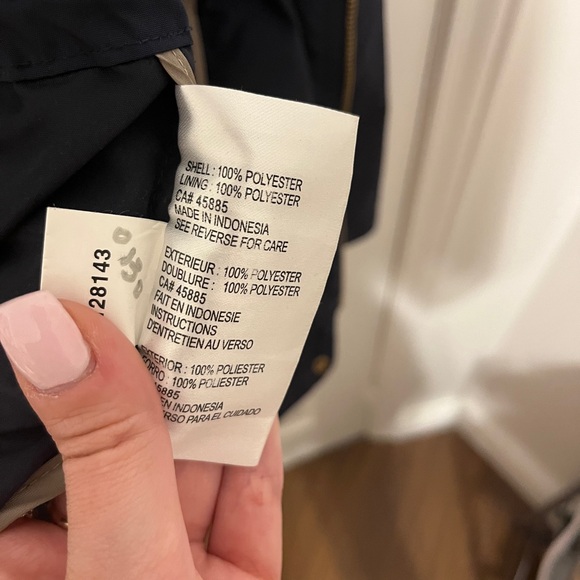 SHELL : 100% POLYESTER
LINING : 100% POLYESTER
CA# 45885
MADE IN INDONESIA
SEE REVERSE FOR CARE
EXTERIEUR : 100% POLYESTER
DOUBLURE : 100% POLYESTER
CA# 45885
FAIT EN INDONESIE
INSTRUCTIONS
D'ENTRETIEN AU VERSO
EXTERIOR : 100% POLIESTER
FORRO : 100% POLIESTER
45885
EN INDONESIA
VERSO PARA EL CUIDADO
28143